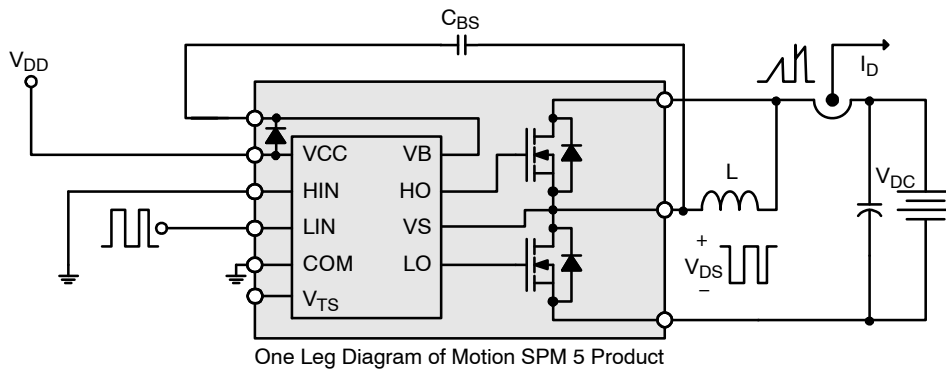 C_BS
V_DD
I_D
VCC VB
HIN HO
LIN VS
COM LO
V_TS
L
V_DC
+
V_DS
–
One Leg Diagram of Motion SPM 5 Product